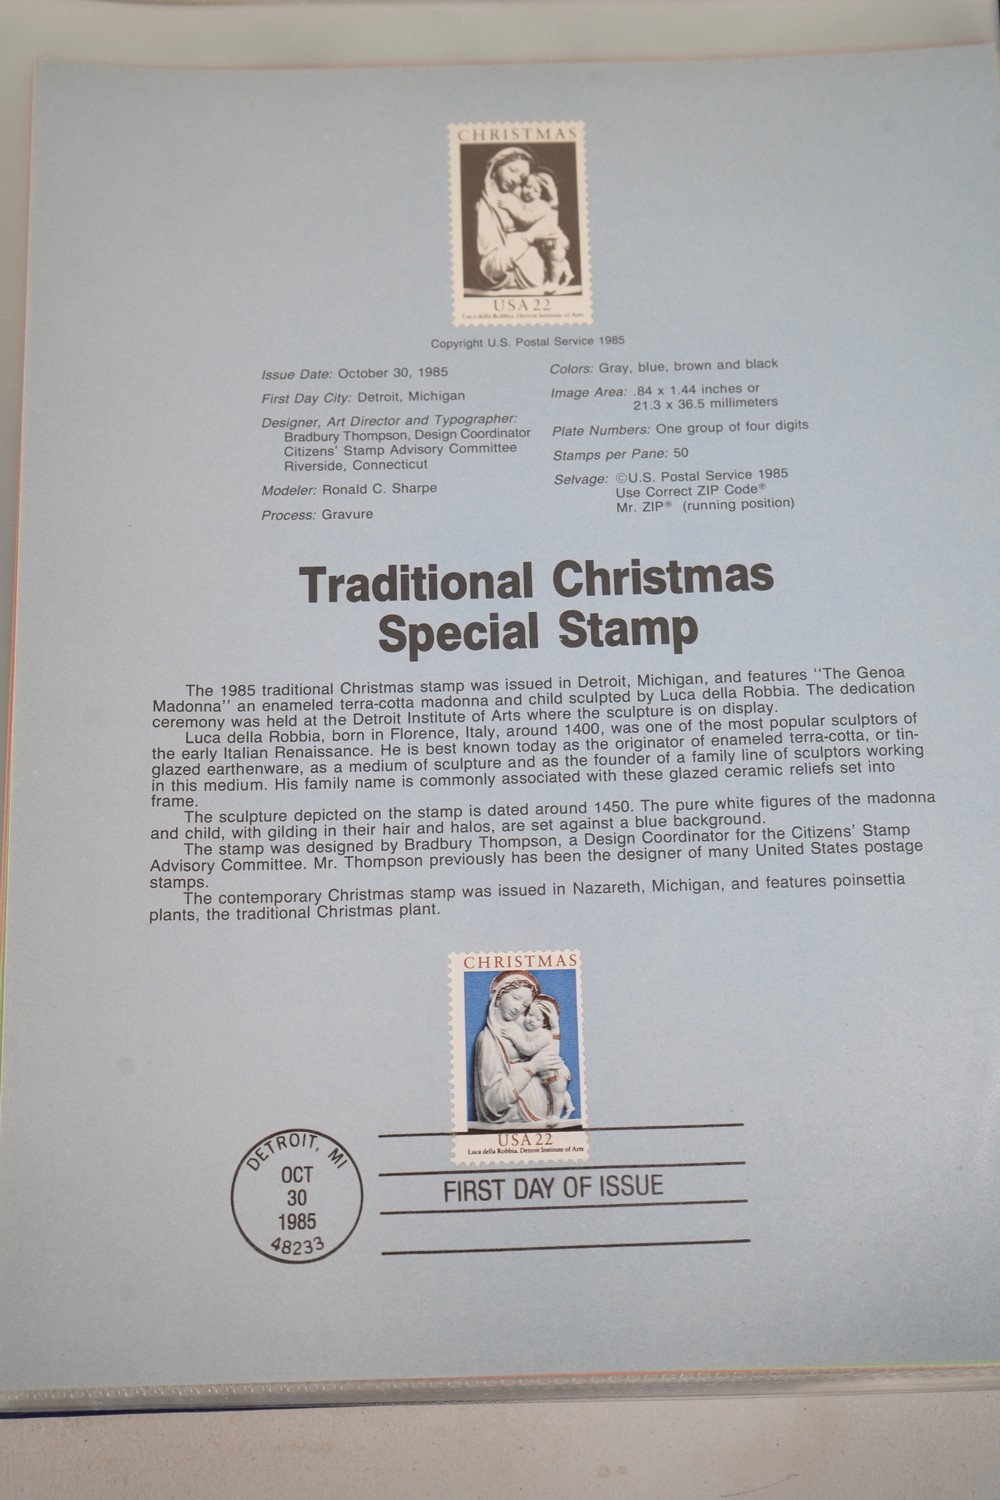 CHRISTMAS
USA 22
Luca della Robbia, Detroit Institute of Arts
Copyright U.S. Postal Service 1985
Issue Date: October 30, 1985
First Day City: Detroit, Michigan
Designer, Art Director and Typographer:
Bradbury Thompson, Design Coordinator
Citizens' Stamp Advisory Committee
Riverside, Connecticut
Modeler: Ronald C. Sharpe
Process: Gravure
Colors: Gray, blue, brown and black
Image Area: .84 x 1.44 inches or
21.3 x 36.5 millimeters
Plate Numbers: One group of four digits
Stamps per Pane: 50
Selvage: ©U.S. Postal Service 1985
Use Correct ZIP Code®
Mr. ZIP® (running position)
Traditional Christmas
Special Stamp
The 1985 traditional Christmas stamp was issued in Detroit, Michigan, and features "The Genoa
Madonna" an enameled terra-cotta madonna and child sculpted by Luca della Robbia. The dedication
ceremony was held at the Detroit Institute of Arts where the sculpture is on display.
Luca della Robbia, born in Florence, Italy, around 1400, was one of the most popular sculptors of
the early Italian Renaissance. He is best known today as the originator of enameled terra-cotta, or tin-
glazed earthenware, as a medium of sculpture and as the founder of a family line of sculptors working
in this medium. His family name is commonly associated with these glazed ceramic reliefs set into
frame.
The sculpture depicted on the stamp is dated around 1450. The pure white figures of the madonna
and child, with gilding in their hair and halos, are set against a blue background.
The stamp was designed by Bradbury Thompson, a Design Coordinator for the Citizens' Stamp
Advisory Committee. Mr. Thompson previously has been the designer of many United States postage
stamps.
The contemporary Christmas stamp was issued in Nazareth, Michigan, and features poinsettia
plants, the traditional Christmas plant.
CHRISTMAS
USA 22
Luca della Robbia, Detroit Institute of Arts
DETROIT, MI
OCT
30
1985
48233
FIRST DAY OF ISSUE